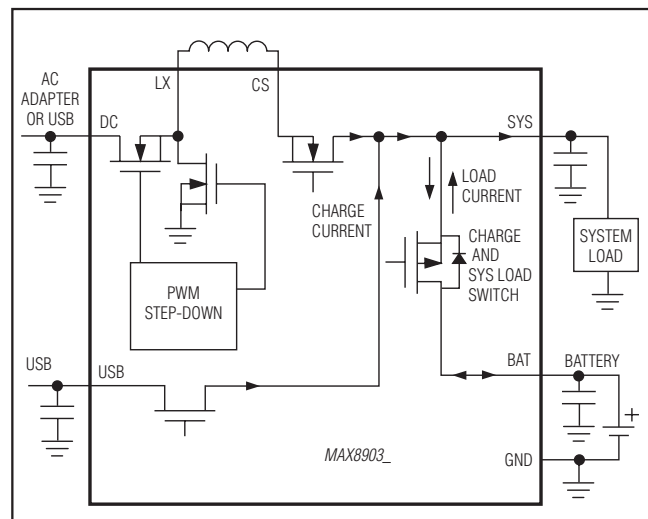 AC
ADAPTER
OR USB
LX
CS
DC
SYS
LOAD
CURRENT
CHARGE
CURRENT
CHARGE
AND
SYS LOAD
SWITCH
SYSTEM
LOAD
PWM
STEP-DOWN
USB
USB
BAT
BATTERY
+
MAX8903_
GND